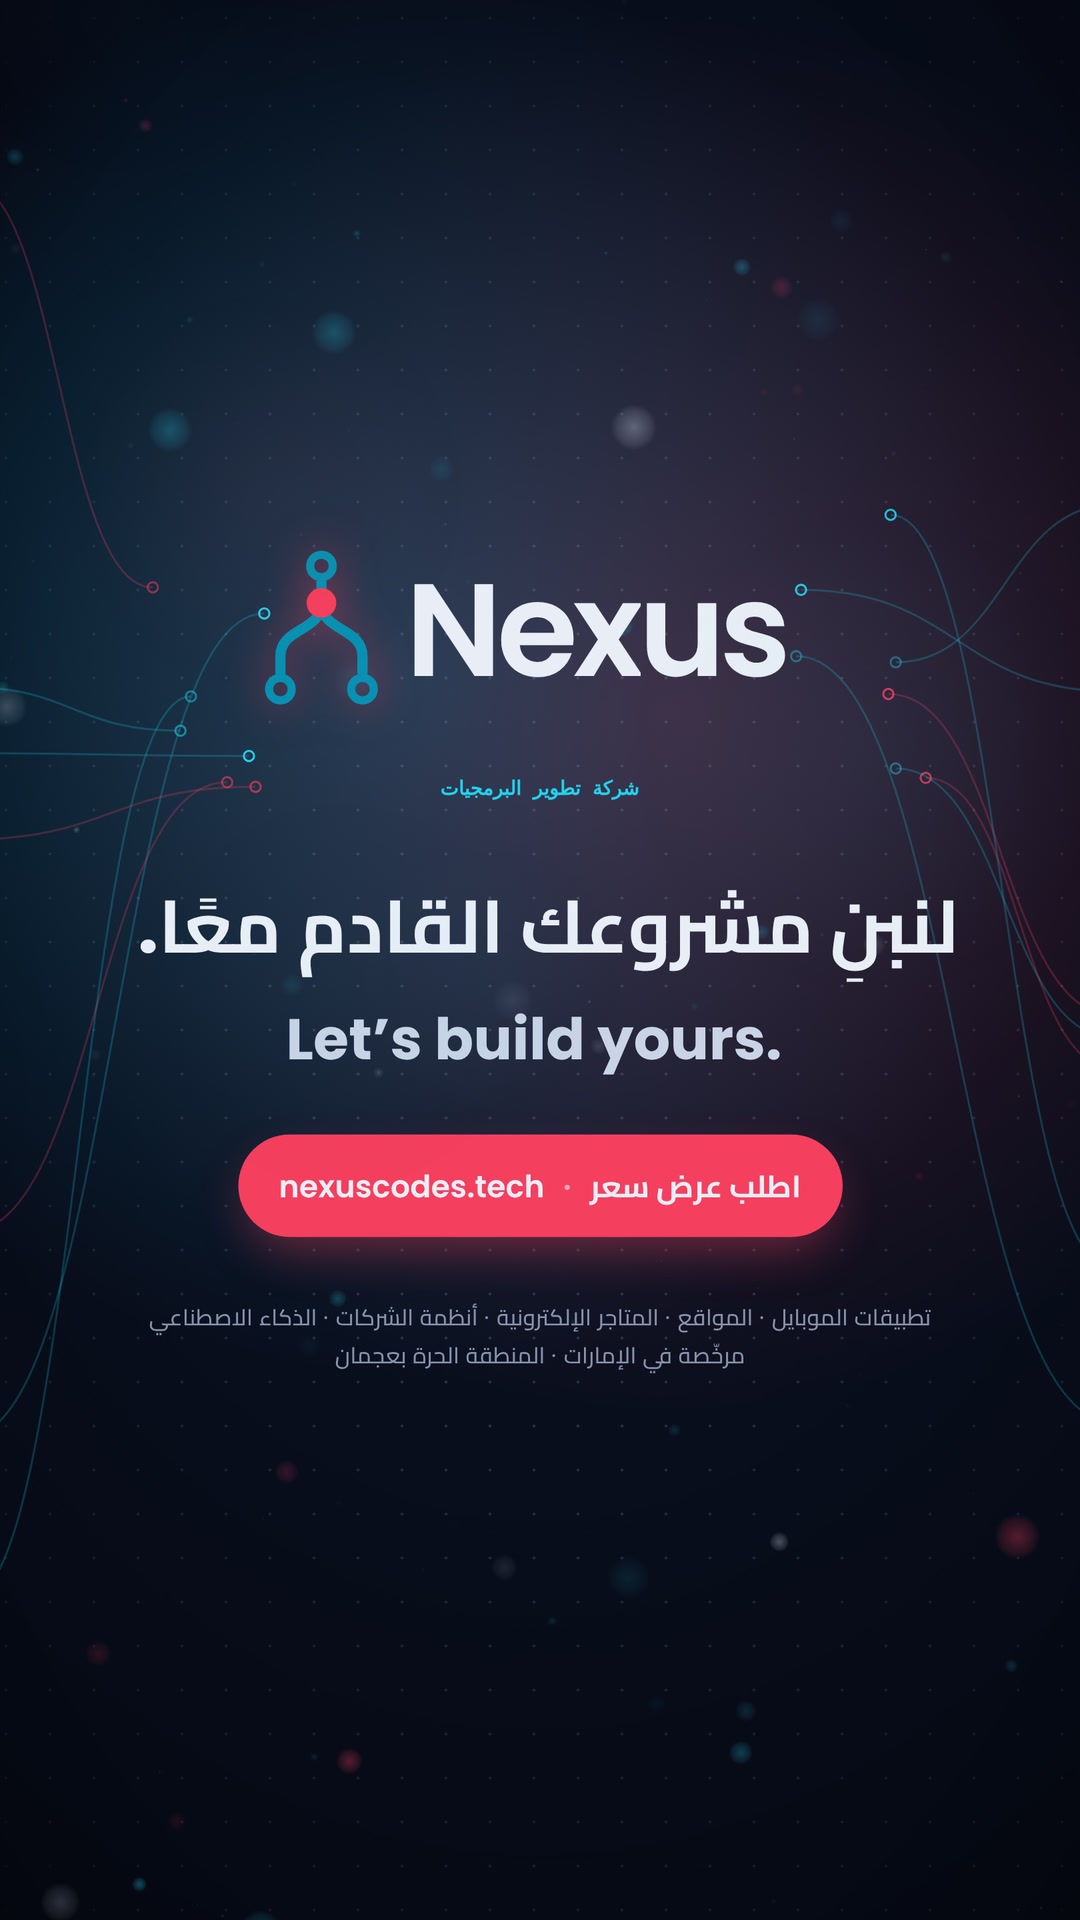 Nexus
شركة تطوير البرمجيات
لنبنِ مشروعك القادم معًا.
Let’s build yours.
اطلب عرض سعر · nexuscodes.tech
تطبيقات الموبايل · المواقع · المتاجر الإلكترونية · أنظمة الشركات · الذكاء الاصطناعي
مرخّصة في الإمارات · المنطقة الحرة بعجمان